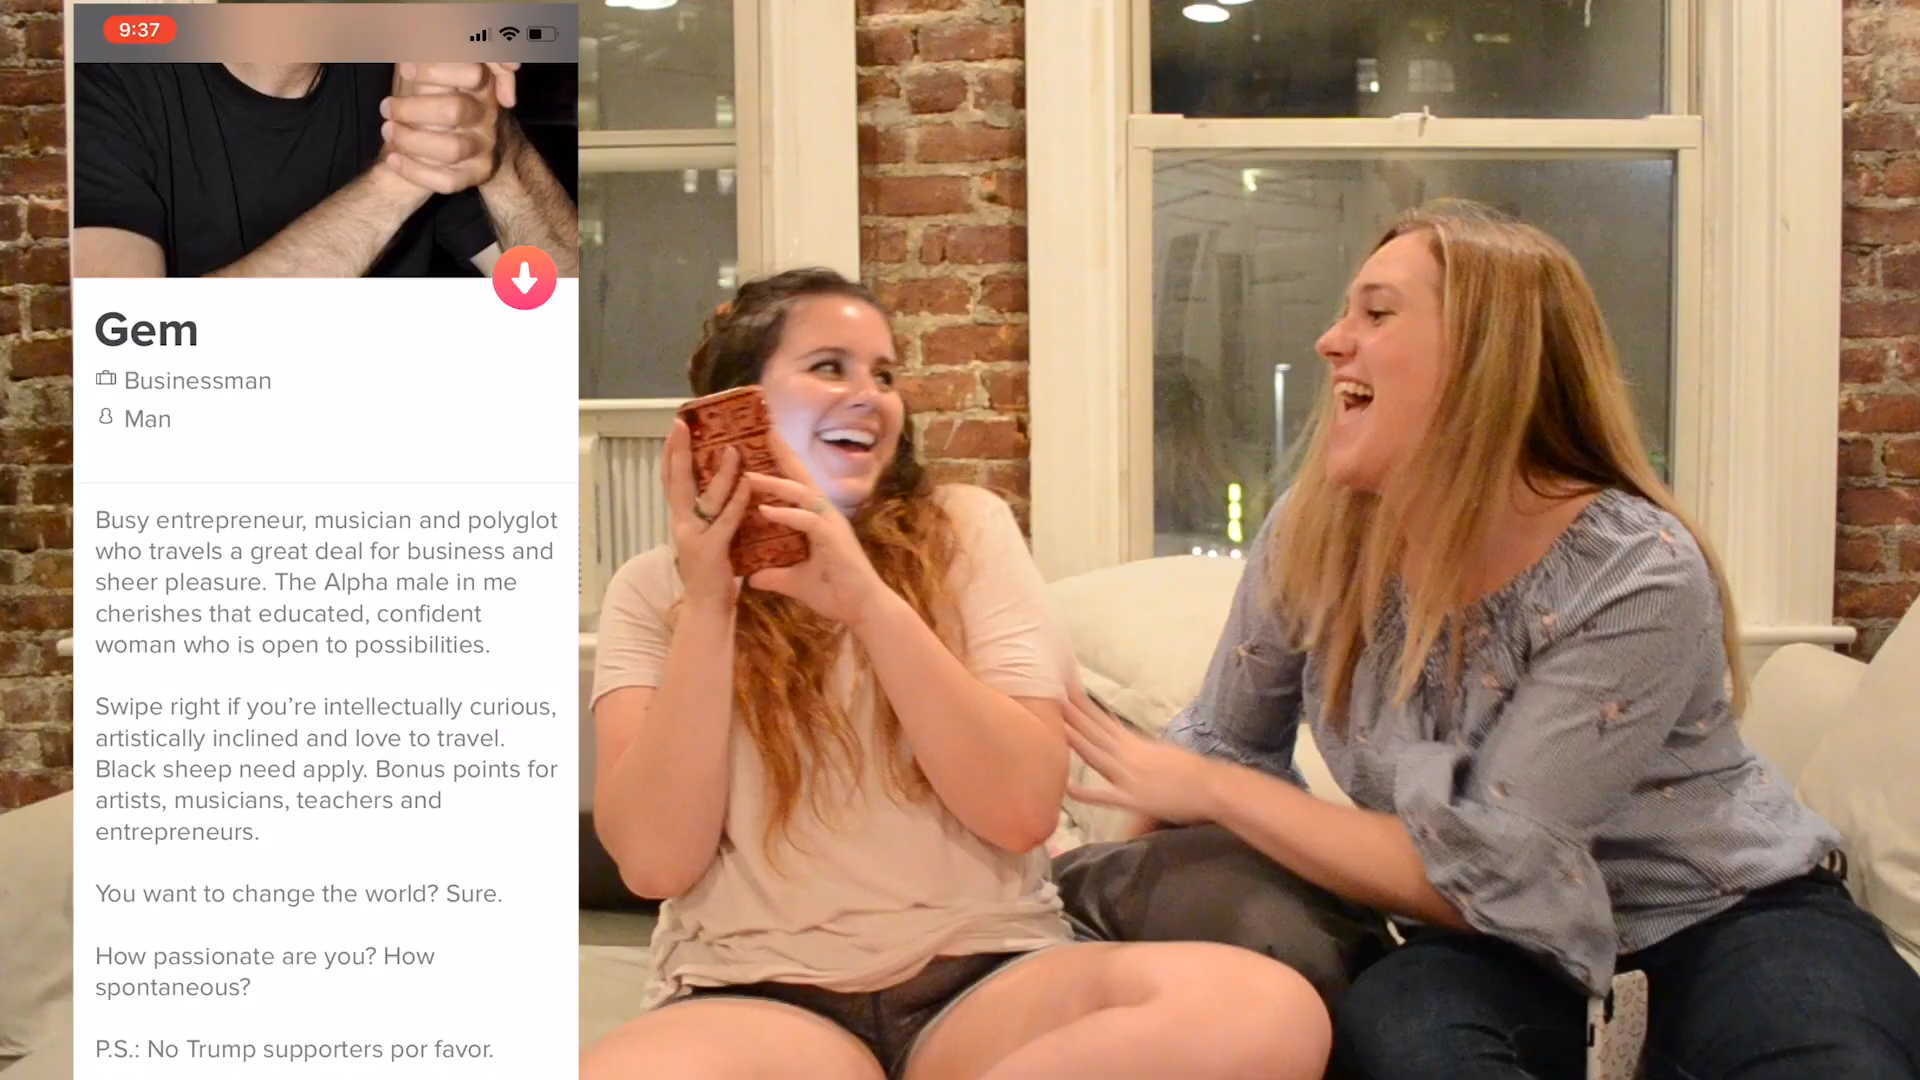 9:37
Gem
Businessman
Man
Busy entrepreneur, musician and polyglot
who travels a great deal for business and
sheer pleasure. The Alpha male in me
cherishes that educated, confident
woman who is open to possibilities.
Swipe right if you’re intellectually curious,
artistically inclined and love to travel.
Black sheep need apply. Bonus points for
artists, musicians, teachers and
entrepreneurs.
You want to change the world? Sure.
How passionate are you? How
spontaneous?
P.S.: No Trump supporters por favor.